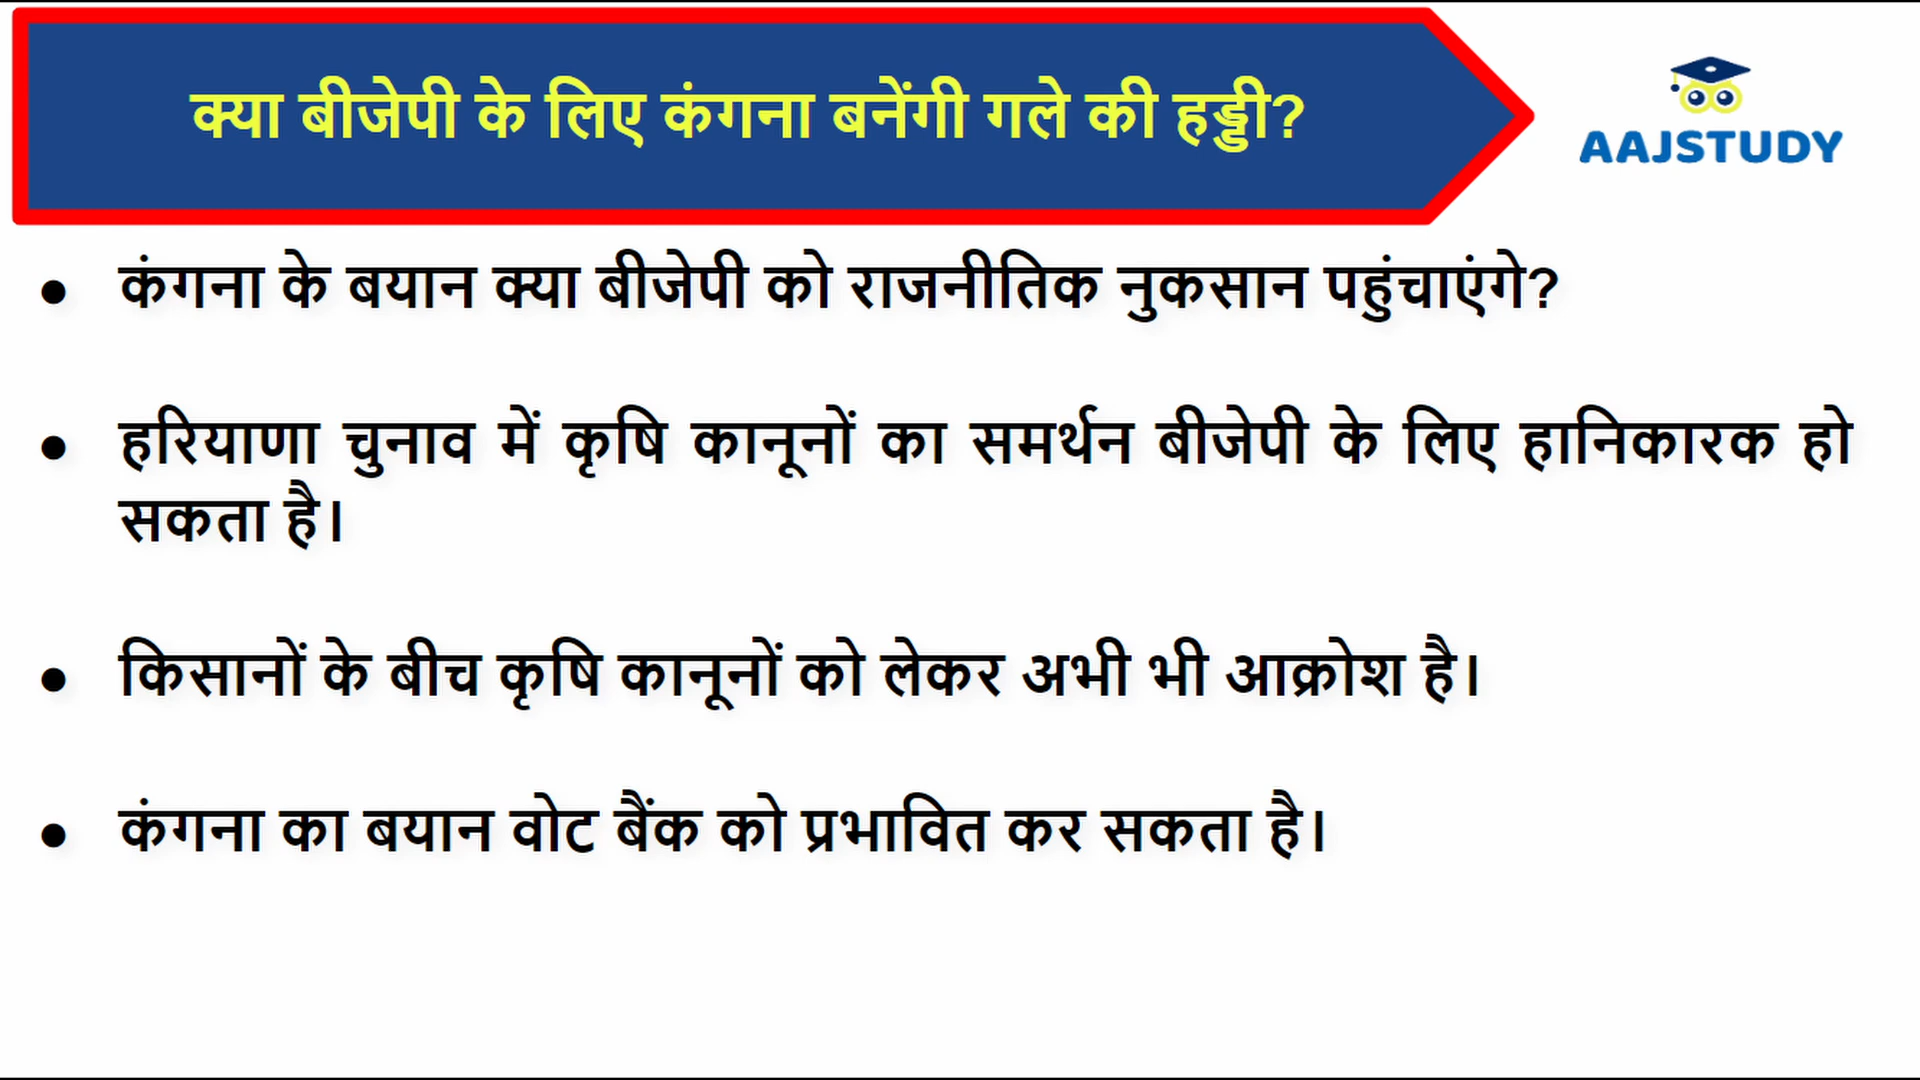 क्या बीजेपी के लिए कंगना बनेंगी गले की हड्डी?
AAJSTUDY
● कंगना के बयान क्या बीजेपी को राजनीतिक नुकसान पहुंचाएंगे?
● हरियाणा चुनाव में कृषि कानूनों का समर्थन बीजेपी के लिए हानिकारक हो
सकता है।
● किसानों के बीच कृषि कानूनों को लेकर अभी भी आक्रोश है।
● कंगना का बयान वोट बैंक को प्रभावित कर सकता है।